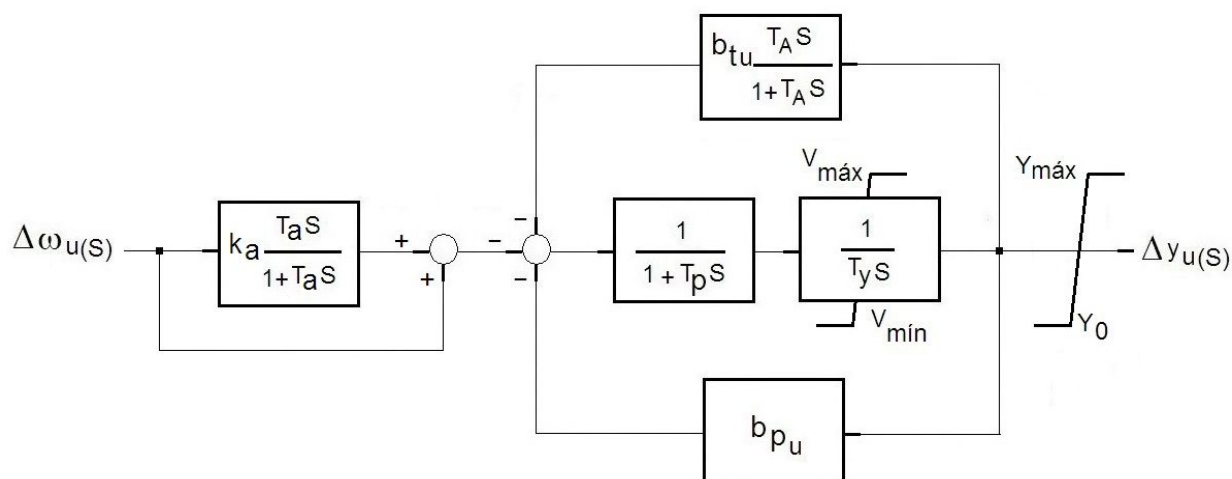 b_tu T_A S
1+T_A S
V_máx
Y_máx
Δω_u(S)
k_a T_a S
1+T_a S
+
+
−
−
−
1
1+T_p S
1
T_y S
Δy_u(S)
V_mín
Y_0
b_p_u